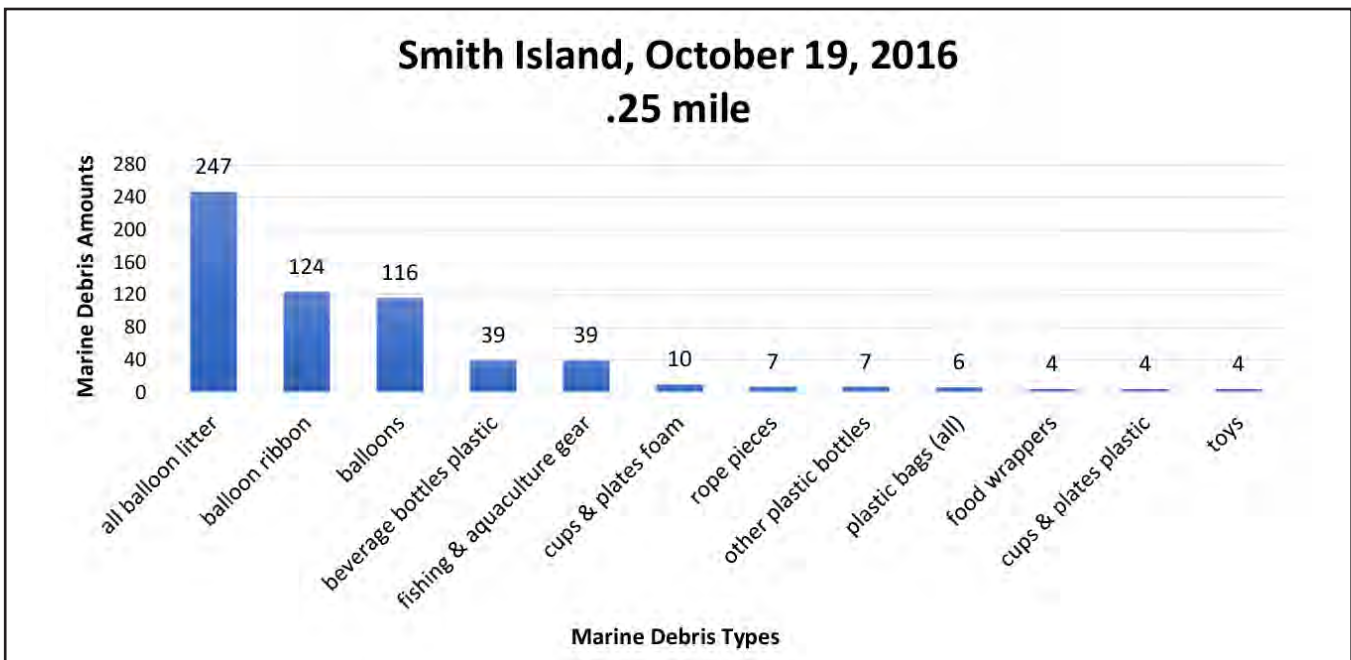 Smith Island, October 19, 2016
.25 mile
Marine Debris Amounts
280
240
200
160
120
80
40
0
247
124
116
39
39
10
7
7
6
4
4
4
all balloon litter
balloon ribbon
balloons
beverage bottles plastic
fishing & aquaculture gear
cups & plates foam
rope pieces
other plastic bottles
plastic bags (all)
food wrappers
cups & plates plastic
toys
Marine Debris Types